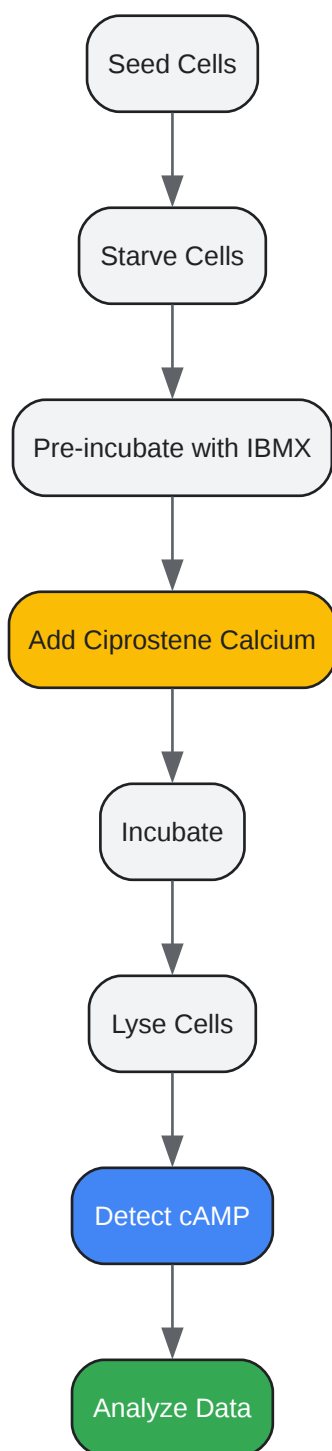 Seed Cells
Starve Cells
Pre-incubate with IBMX
Add Ciprostene Calcium
Incubate
Lyse Cells
Detect cAMP
Analyze Data